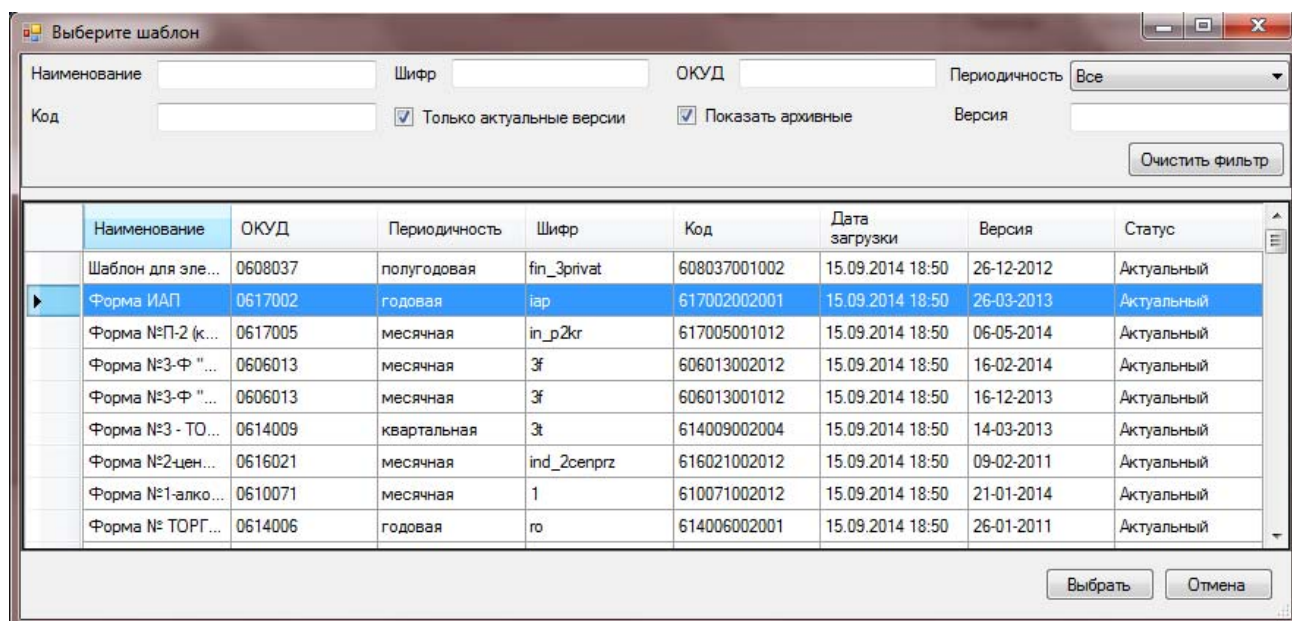 Выберите шаблон
Наименование Шифр ОКУД Периодичность Все
Код Только актуальные версии Показать архивные Версия
Очистить фильтр
Наименование ОКУД Периодичность Шифр Код Дата загрузки Версия Статус
Шаблон для эле... 0608037 полугодовая fin_3privat 608037001002 15.09.2014 18:50 26-12-2012 Актуальный
Форма ИАП 0617002 годовая iap 617002002001 15.09.2014 18:50 26-03-2013 Актуальный
Форма №П-2 (к... 0617005 месячная in_p2kr 617005001012 15.09.2014 18:50 06-05-2014 Актуальный
Форма №3-Ф "... 0606013 месячная 3f 606013002012 15.09.2014 18:50 16-02-2014 Актуальный
Форма №3-Ф "... 0606013 месячная 3f 606013001012 15.09.2014 18:50 16-12-2013 Актуальный
Форма №3 - ТО... 0614009 квартальная 3t 614009002004 15.09.2014 18:50 14-03-2013 Актуальный
Форма №2-цен... 0616021 месячная ind_2cenprz 616021002012 15.09.2014 18:50 09-02-2011 Актуальный
Форма №1-алко... 0610071 месячная 1 610071002012 15.09.2014 18:50 21-01-2014 Актуальный
Форма № ТОРГ... 0614006 годовая ro 614006002001 15.09.2014 18:50 26-01-2011 Актуальный
Выбрать Отмена